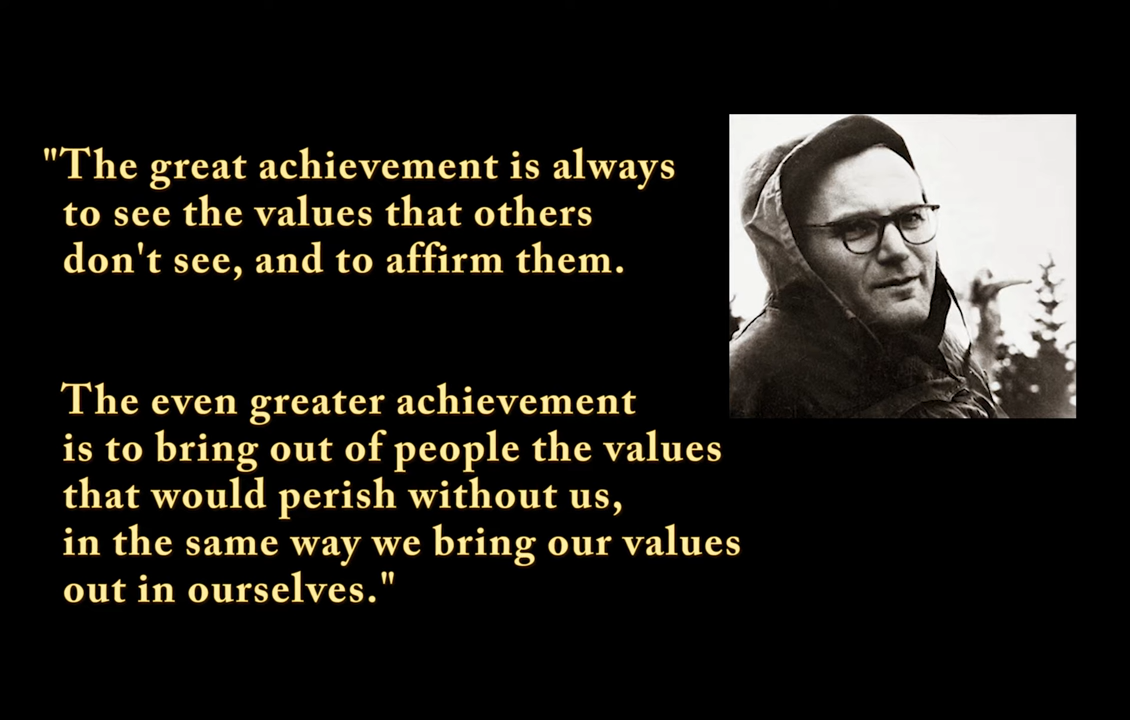 "The great achievement is always
to see the values that others
don't see, and to affirm them.
The even greater achievement
is to bring out of people the values
that would perish without us,
in the same way we bring our values
out in ourselves."